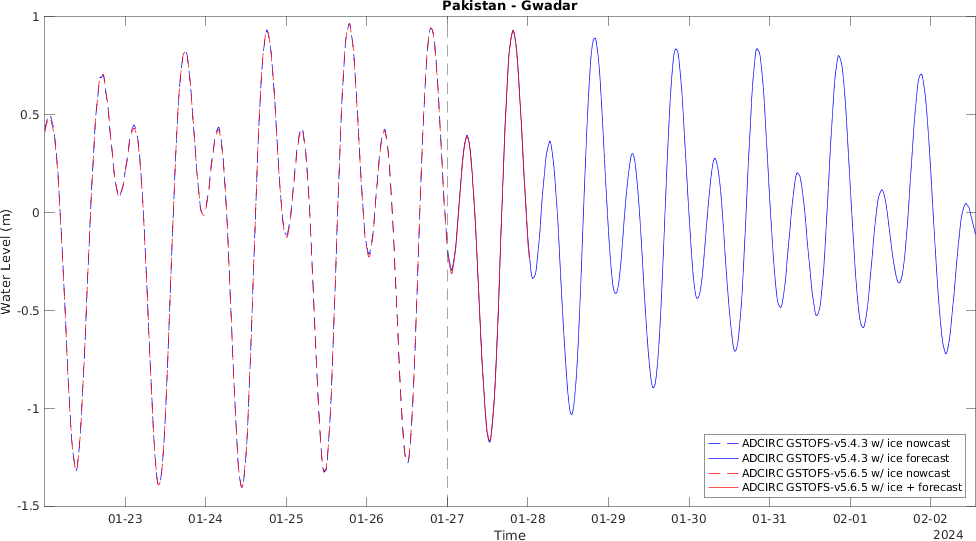 Pakistan - Gwadar
1
0.5
0
-0.5
-1
-1.5
Water Level (m)
ADCIRC GSTOFS-v5.4.3 w/ ice nowcast
ADCIRC GSTOFS-v5.4.3 w/ ice forecast
ADCIRC GSTOFS-v5.6.5 w/ ice nowcast
ADCIRC GSTOFS-v5.6.5 w/ ice + forecast
01-23 01-24 01-25 01-26 01-27 01-28 01-29 01-30 01-31 02-01 02-02
Time
2024